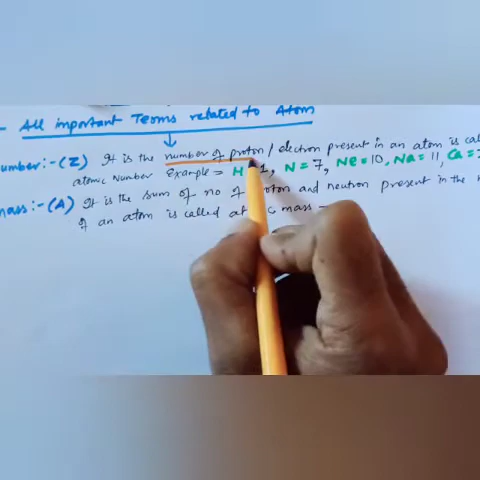 - All important Terms related to Atom
umber:-(Z) It is the number of proton / electron present in an atom is cal
atomic Number Example = H 1, N = 7, Ne = 10, Na = 11, Ca =
mass:-(A) It is the sum of no of proton and neutron present in the
of an atom is called at c mass -